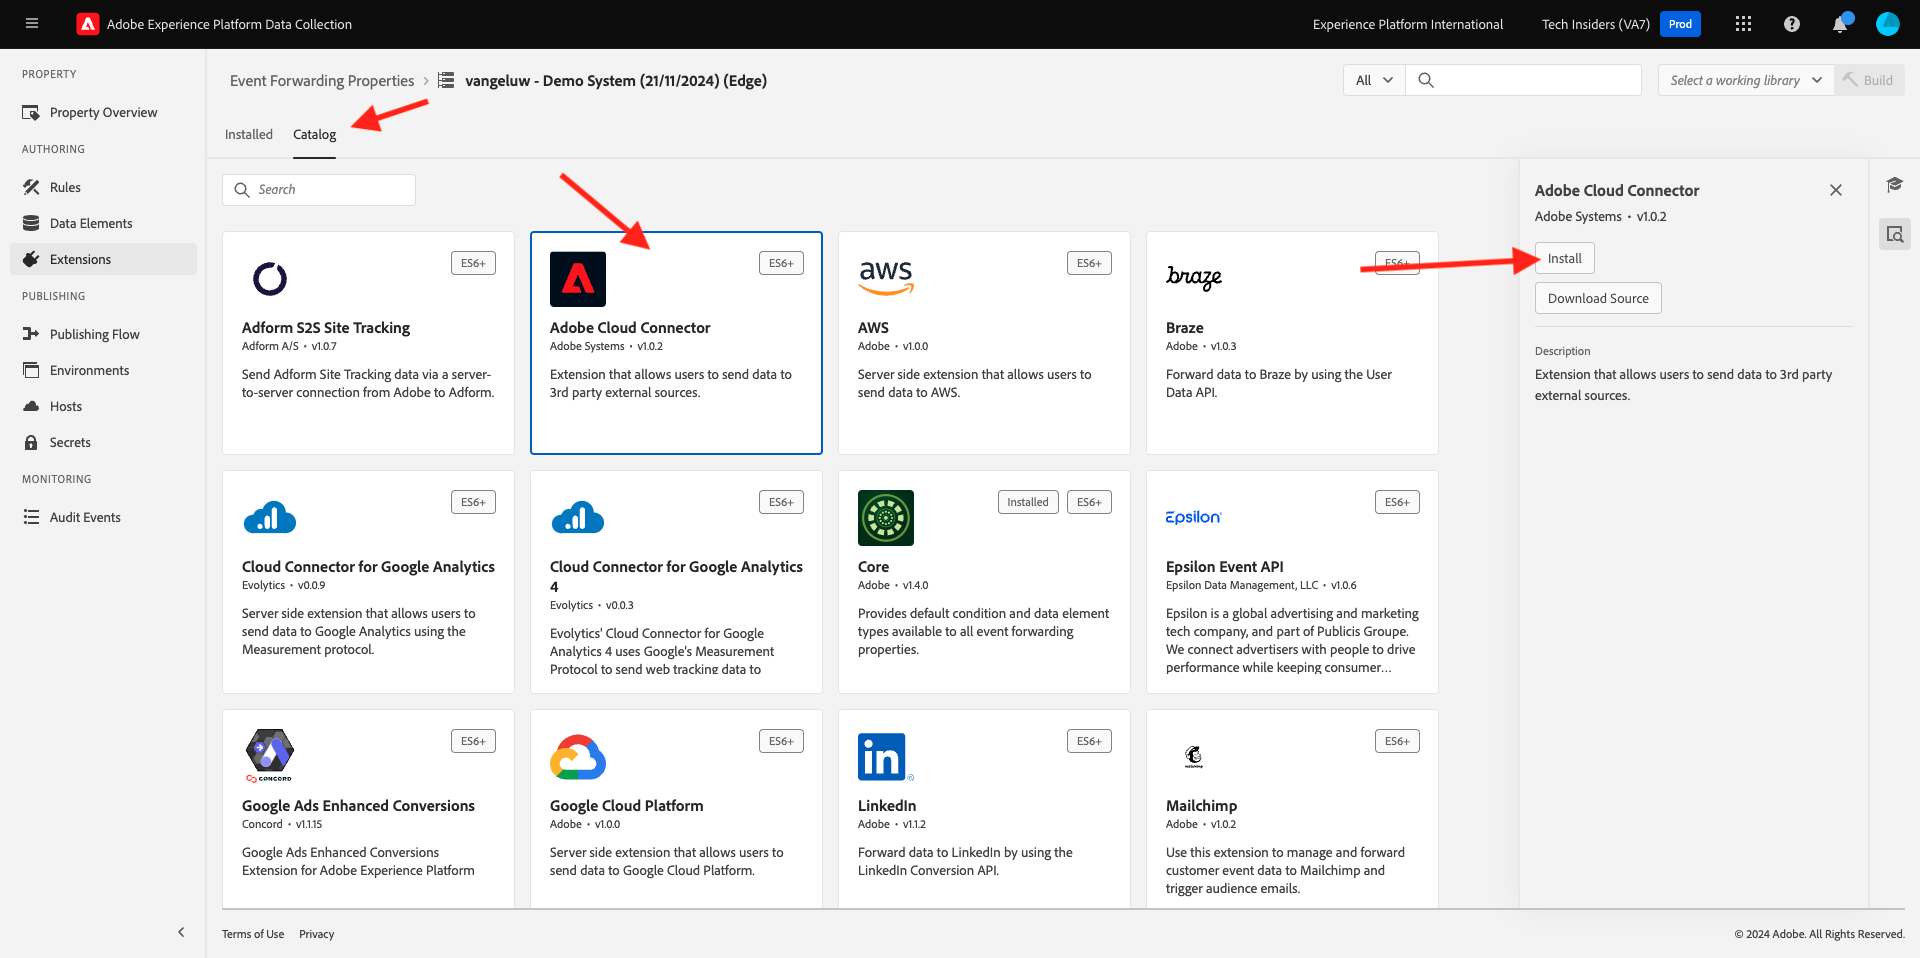 Adobe Experience Platform Data Collection
Experience Platform International
Tech Insiders (VA7)
Prod
PROPERTY
Property Overview
AUTHORING
Rules
Data Elements
Extensions
PUBLISHING
Publishing Flow
Environments
Hosts
Secrets
MONITORING
Audit Events
Event Forwarding Properties
vangeluw - Demo System (21/11/2024) (Edge)
All
Select a working library
Build
Installed
Catalog
Search
ES6+
Adform S2S Site Tracking
Adform A/S • v1.0.7
Send Adform Site Tracking data via a server-
to-server connection from Adobe to Adform.
ES6+
Adobe Cloud Connector
Adobe Systems • v1.0.2
Extension that allows users to send data to
3rd party external sources.
aws
ES6+
AWS
Adobe • v1.0.0
Server side extension that allows users to
send data to AWS.
braze
ES6+
Braze
Adobe • v1.0.3
Forward data to Braze by using the User
Data API.
ES6+
Cloud Connector for Google Analytics
Evolytics • v0.0.9
Server side extension that allows users to
send data to Google Analytics using the
Measurement protocol.
ES6+
Cloud Connector for Google Analytics
4
Evolytics • v0.0.3
Evolytics' Cloud Connector for Google
Analytics 4 uses Google's Measurement
Protocol to send web tracking data to
Installed
ES6+
Core
Adobe • v1.4.0
Provides default condition and data element
types available to all event forwarding
properties.
Epsilon
ES6+
Epsilon Event API
Epsilon Data Management, LLC • v1.0.6
Epsilon is a global advertising and marketing
tech company, and part of Publicis Groupe.
We connect advertisers with people to drive
performance while keeping consumer...
CONCORD
ES6+
Google Ads Enhanced Conversions
Concord • v1.1.15
Google Ads Enhanced Conversions
Extension for Adobe Experience Platform
ES6+
Google Cloud Platform
Adobe • v1.0.0
Server side extension that allows users to
send data to Google Cloud Platform.
in
ES6+
LinkedIn
Adobe • v1.1.2
Forward data to LinkedIn by using the
LinkedIn Conversion API.
mailchimp
ES6+
Mailchimp
Adobe • v1.0.2
Use this extension to manage and forward
customer event data to Mailchimp and
trigger audience emails.
Adobe Cloud Connector
Adobe Systems • v1.0.2
Install
Download Source
Description
Extension that allows users to send data to 3rd party
external sources.
Terms of Use
Privacy
© 2024 Adobe. All Rights Reserved.